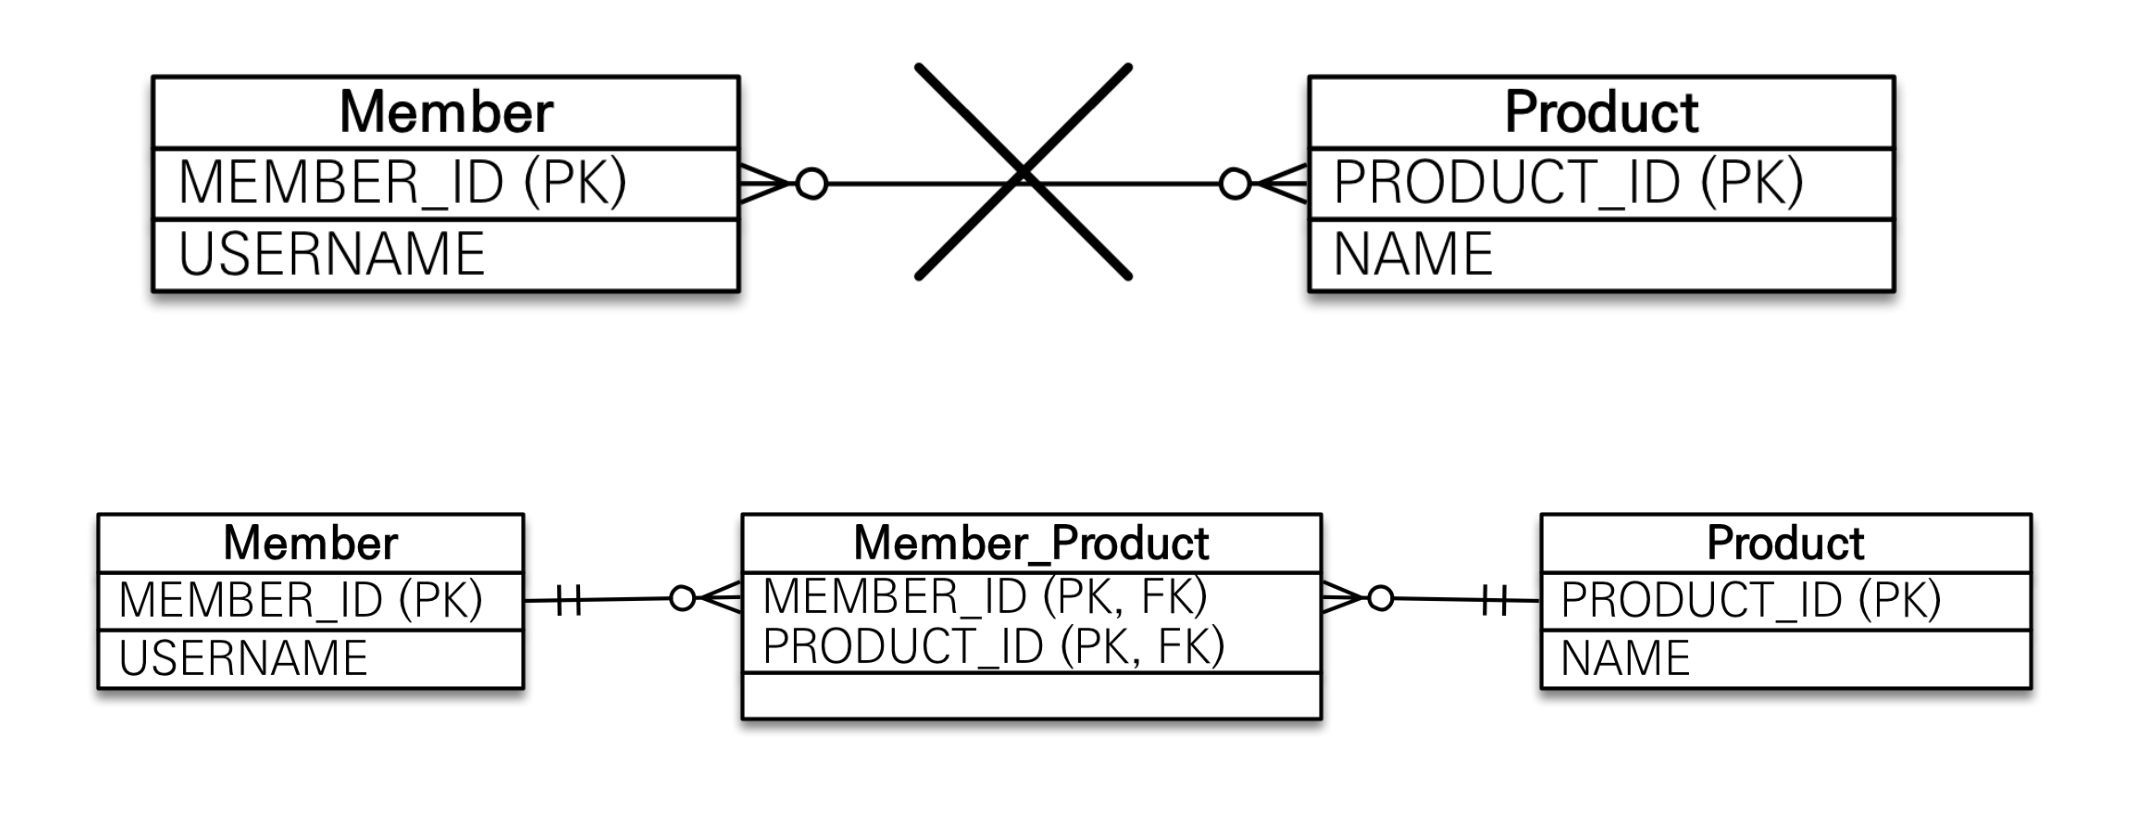 Member
MEMBER_ID (PK)
USERNAME
Product
PRODUCT_ID (PK)
NAME
Member
MEMBER_ID (PK)
USERNAME
Member_Product
MEMBER_ID (PK, FK)
PRODUCT_ID (PK, FK)
Product
PRODUCT_ID (PK)
NAME